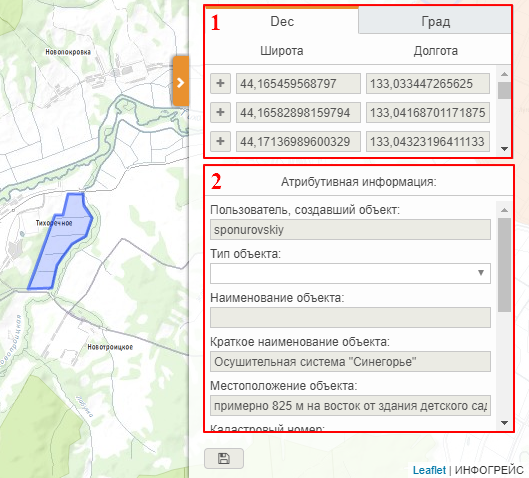 Новопокровка
Тихоречное
Новотроицкое
Новотроицкая
1
Dec
Град
Широта
Долгота
+ 44,165459568797 133,033447265625
+ 44,16582898159794 133,04168701171875
+ 44,17136989600329 133,04323196411133
2
Атрибутивная информация:
Пользователь, создавший объект:
sponurovskiy
Тип объекта:
Наименование объекта:
Краткое наименование объекта:
Осушительная система "Синегорье"
Местоположение объекта:
примерно 825 м на восток от здания детского сад
Кадастровый номер:
Leaflet | ИНФОГРЕЙС